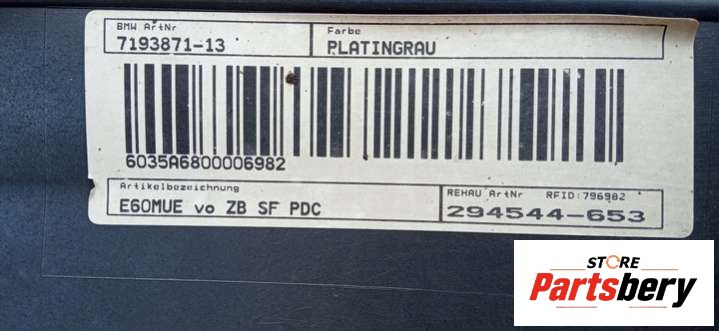 BMW ArtNr
7193871-13
Farbe
PLATINGRAU
6035A6800006982
Artikelbezeichnung
E60MUE vo ZB SF PDC
REHAU ArtNr RFID:796982
294544-653
STORE
Partsbery